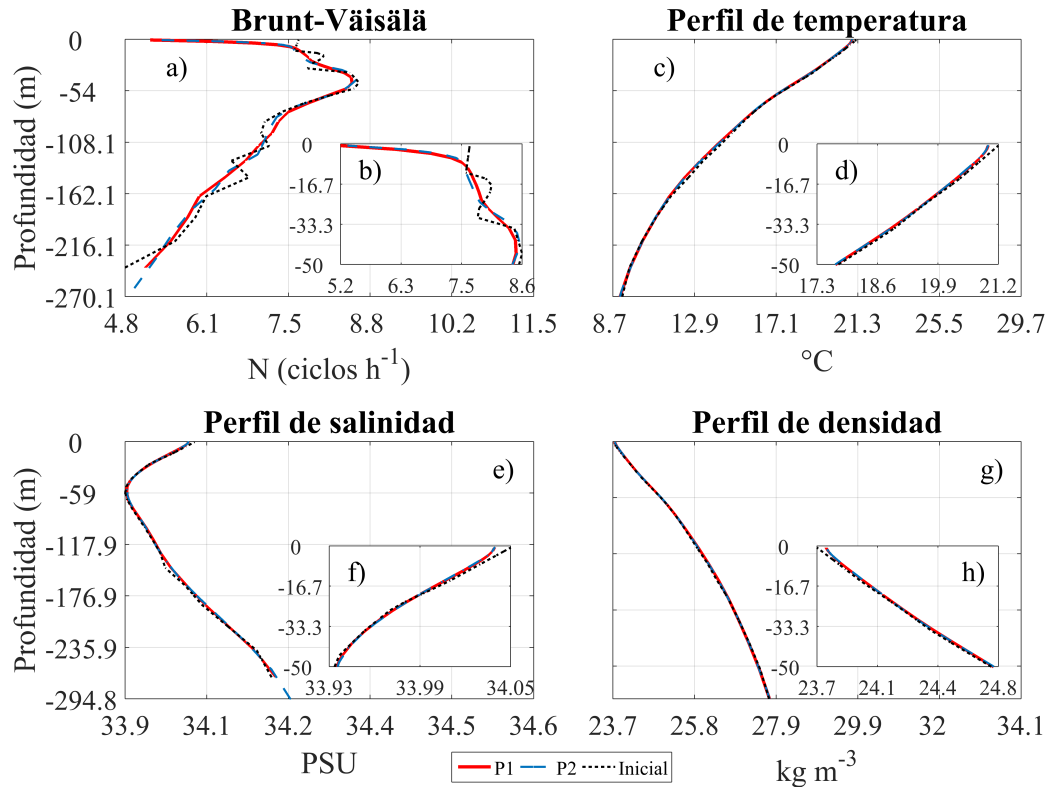 Brunt-Väisälä
Perfil de temperatura
0
-54
-108.1
-162.1
-216.1
-270.1
Profundidad (m)
a)
b)
0
-16.7
-33.3
-50
5.2 6.3 7.5 8.6
4.8 6.1 7.5 8.8 10.2 11.5
N (ciclos h-1)
c)
d)
0
-16.7
-33.3
-50
17.3 18.6 19.9 21.2
8.7 12.9 17.1 21.3 25.5 29.7
°C
Perfil de salinidad
Perfil de densidad
0
-59
-117.9
-176.9
-235.9
-294.8
Profundidad (m)
e)
f)
0
-16.7
-33.3
-50
33.93 33.99 34.05
33.9 34.1 34.2 34.4 34.5 34.6
PSU
g)
h)
0
-16.7
-33.3
-50
23.7 24.1 24.4 24.8
23.7 25.8 27.9 29.9 32 34.1
kg m-3
P1 P2 Inicial